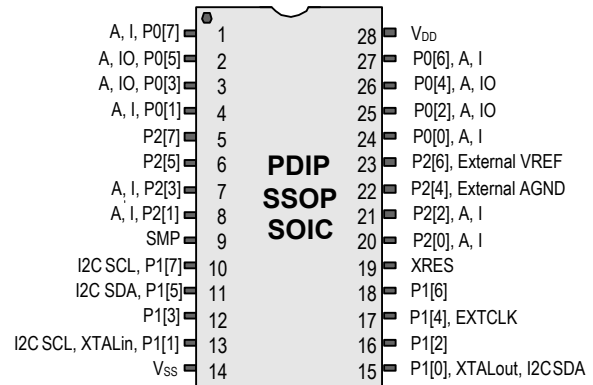 A, I, P0[7] 1 28 VDD
A, IO, P0[5] 2 27 P0[6], A, I
A, IO, P0[3] 3 26 P0[4], A, IO
A, I, P0[1] 4 25 P0[2], A, IO
P2[7] 5 24 P0[0], A, I
P2[5] 6 PDIP 23 P2[6], External VREF
A, I, P2[3] 7 SSOP 22 P2[4], External AGND
A, I, P2[1] 8 SOIC 21 P2[2], A, I
SMP 9 20 P2[0], A, I
I2C SCL, P1[7] 10 19 XRES
I2C SDA, P1[5] 11 18 P1[6]
P1[3] 12 17 P1[4], EXTCLK
I2C SCL, XTALin, P1[1] 13 16 P1[2]
Vss 14 15 P1[0], XTALout, I2C SDA